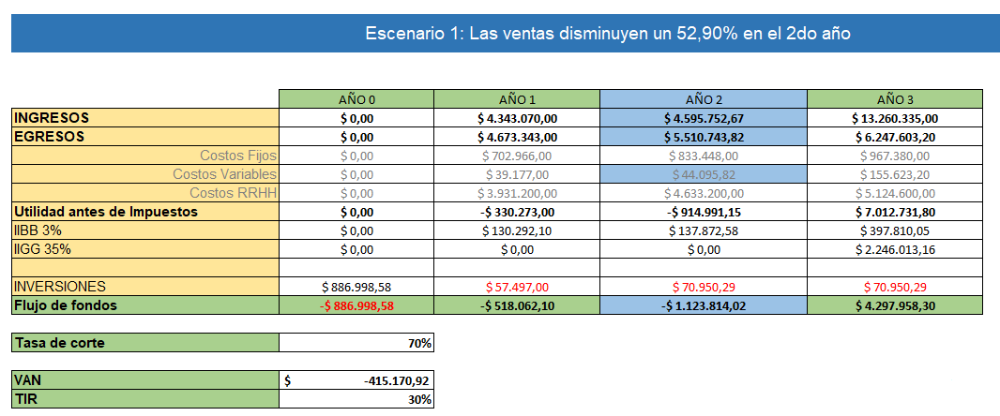 Escenario 1: Las ventas disminuyen un 52,90% en el 2do año
AÑO 0 AÑO 1 AÑO 2 AÑO 3
INGRESOS $ 0,00 $ 4.343.070,00 $ 4.595.752,67 $ 13.260.335,00
EGRESOS $ 0,00 $ 4.673.343,00 $ 5.510.743,82 $ 6.247.603,20
Costos Fijos $ 0,00 $ 702.966,00 $ 833.448,00 $ 967.380,00
Costos Variables $ 0,00 $ 39.177,00 $ 44.095,82 $ 155.623,20
Costos RRHH $ 0,00 $ 3.931.200,00 $ 4.633.200,00 $ 5.124.600,00
Utilidad antes de Impuestos $ 0,00 -$ 330.273,00 -$ 914.991,15 $ 7.012.731,80
IIBB 3% $ 0,00 $ 130.292,10 $ 137.872,58 $ 397.810,05
IIGG 35% $ 0,00 $ 0,00 $ 0,00 $ 2.246.013,16
INVERSIONES $ 886.998,58 $ 57.497,00 $ 70.950,29 $ 70.950,29
Flujo de fondos -$ 886.998,58 -$ 518.062,10 -$ 1.123.814,02 $ 4.297.958,30
Tasa de corte 70%
VAN $ -415.170,92
TIR 30%